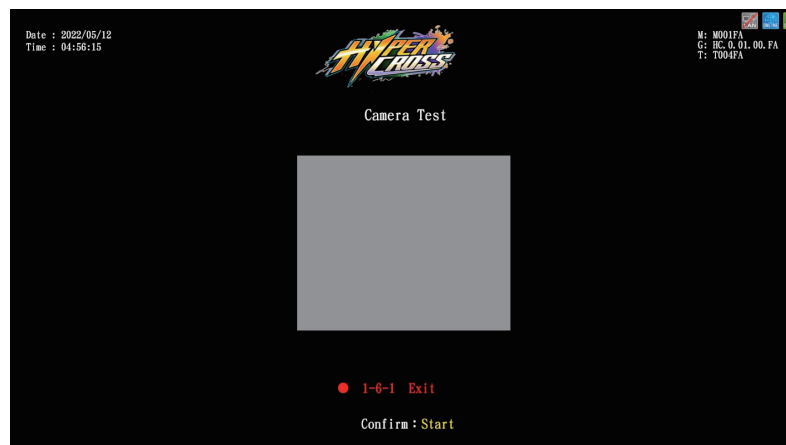 Date : 2022/05/12
Time : 04:56:15
HYPER
CROSS
M: M001FA
G: HC.0.01.00.FA
T: T004FA
Camera Test
1-6-1 Exit
Confirm：Start